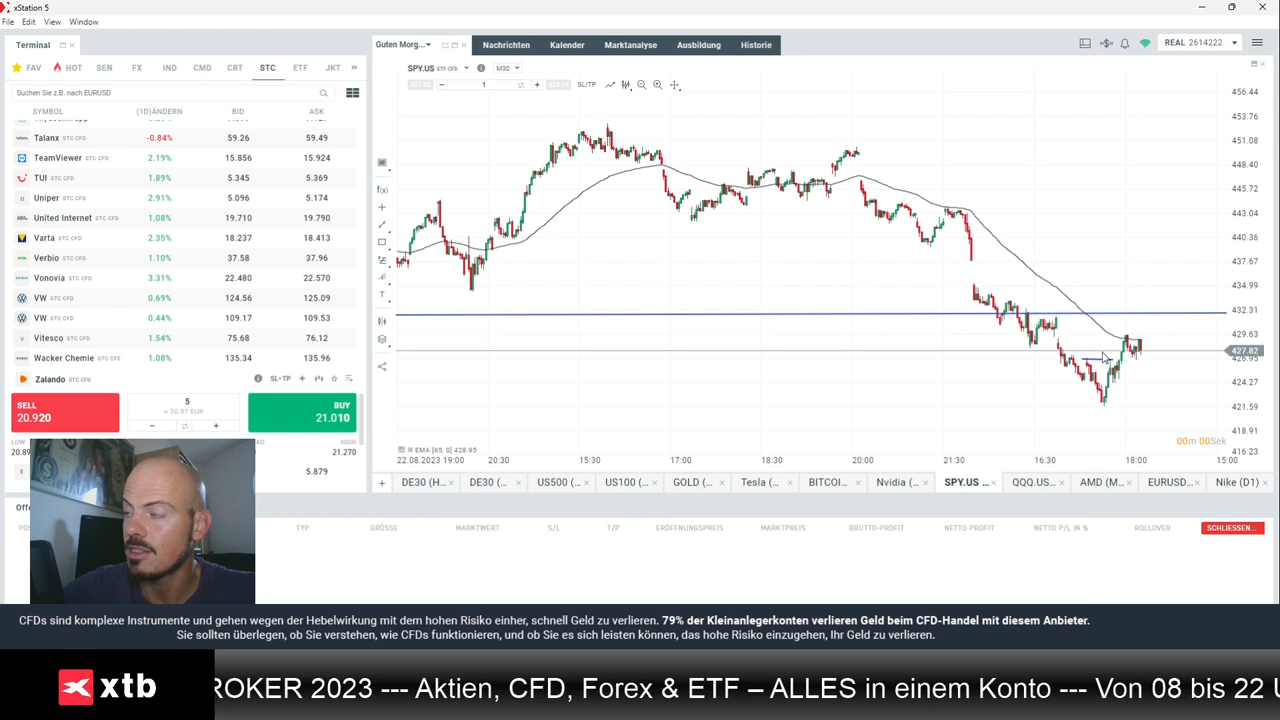 xStation 5
File Edit View Window
Terminal
Guten Morg... Nachrichten Kalender Marktanalyse Ausbildung Historie
REAL 2614222
FAV HOT SEN FX IND CMD CRT STC ETF JKT
SPY.US ETF CFD M30
1 SL/TP
Suchen Sie z.B. nach EURUSD
SYMBOL (1D)ÄNDERN BID ASK
Talanx STC CFD -0.84% 59.26 59.49
TeamViewer STC CFD 2.19% 15.856 15.924
TUI STC CFD 1.89% 5.345 5.369
Uniper STC CFD 2.91% 5.096 5.174
United Internet STC CFD 1.08% 19.710 19.790
Varta STC CFD 2.35% 18.237 18.413
Verbio STC CFD 1.10% 37.58 37.96
Vonovia STC CFD 3.31% 22.480 22.570
VW STC CFD 0.69% 124.56 125.09
VW STC CFD 0.44% 109.17 109.53
Vitesco STC CFD 1.54% 75.68 76.12
Wacker Chemie STC CFD 1.08% 135.34 135.96
Zalando SL+TP
SELL
20.920
5
≈ 20.97 EUR
BUY
21.010
LOW
HIGH
21.270
5.879
456.44
453.76
451.08
448.40
445.72
443.04
440.36
437.67
434.99
432.31
429.63
427.82
426.95
424.27
421.59
418.91
416.23
00m 00Sek
EMA [65, 0] 428.95
22.08.2023 19:00 20:30 15:30 17:00 18:30 20:00 21:30 16:30 18:00 15:00
DE30 (H... DE30 (... US500 (... US100 (... GOLD (... Tesla (... BITCOI... Nvidia (... SPY.US ... QQQ.US... AMD (M... EURUSD... Nike (D1)
TYP GRÖSSE MARKTWERT S/L T/P ERÖFFNUNGSPREIS MARKTPREIS BRUTTO-PROFIT NETTO-PROFIT NETTO P/L IN % ROLLOVER SCHLIESSEN...
CFDs sind komplexe Instrumente und gehen wegen der Hebelwirkung mit dem hohen Risiko einher, schnell Geld zu verlieren. 79% der Kleinanlegerkonten verlieren Geld beim CFD-Handel mit diesem Anbieter.
Sie sollten überlegen, ob Sie verstehen, wie CFDs funktionieren, und ob Sie es sich leisten können, das hohe Risiko einzugehen, Ihr Geld zu verlieren.
xtb
ROKER 2023 --- Aktien, CFD, Forex & ETF – ALLES in einem Konto --- Von 08 bis 22 U